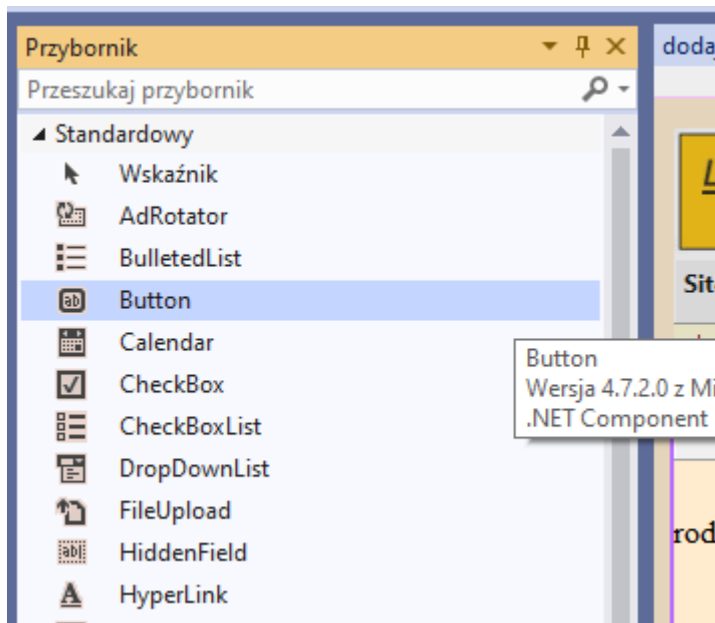 Przybornik
Przeszukaj przybornik
Standardowy
Wskaźnik
AdRotator
BulletedList
Button
Calendar
CheckBox
CheckBoxList
DropDownList
FileUpload
HiddenField
HyperLink
Button
Wersja 4.7.2.0 z Mi
.NET Component
doda
L
Sit
rod